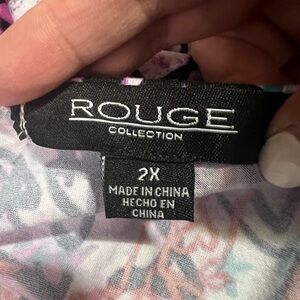 ROUGE
COLLECTION
2X
MADE IN CHINA
HECHO EN
CHINA